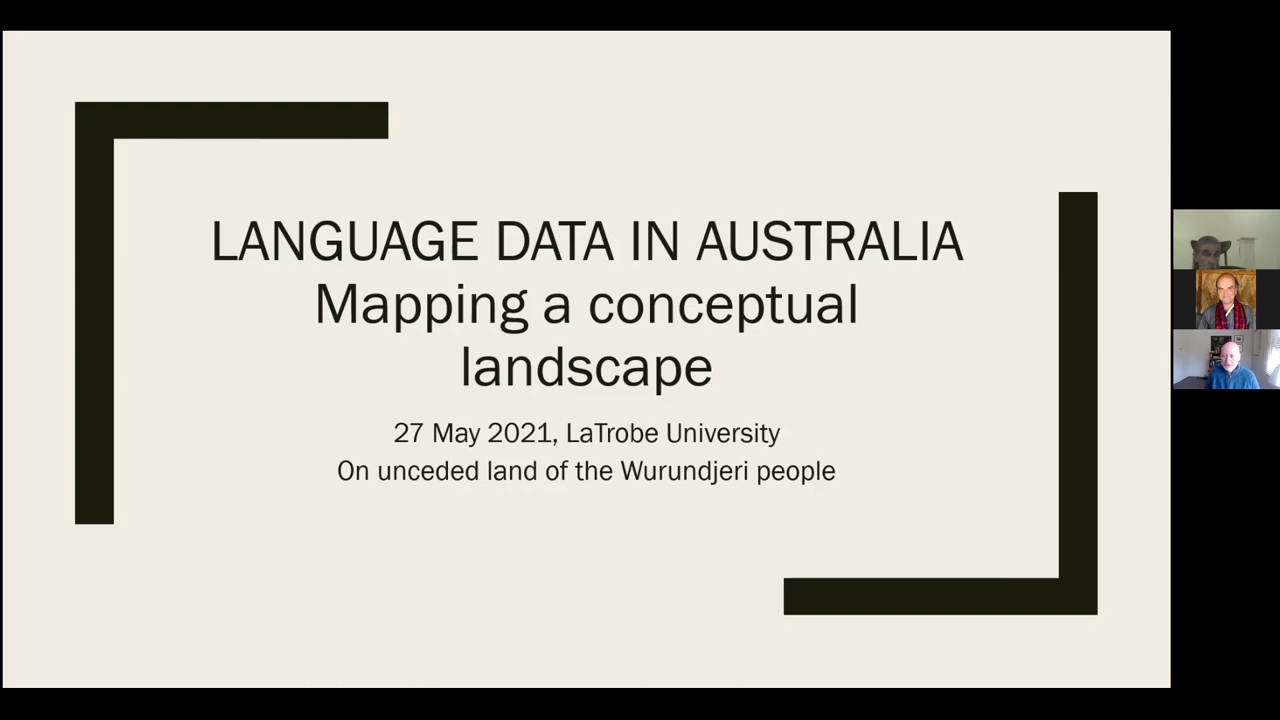 LANGUAGE DATA IN AUSTRALIA
Mapping a conceptual
landscape
27 May 2021, LaTrobe University
On unceded land of the Wurundjeri people